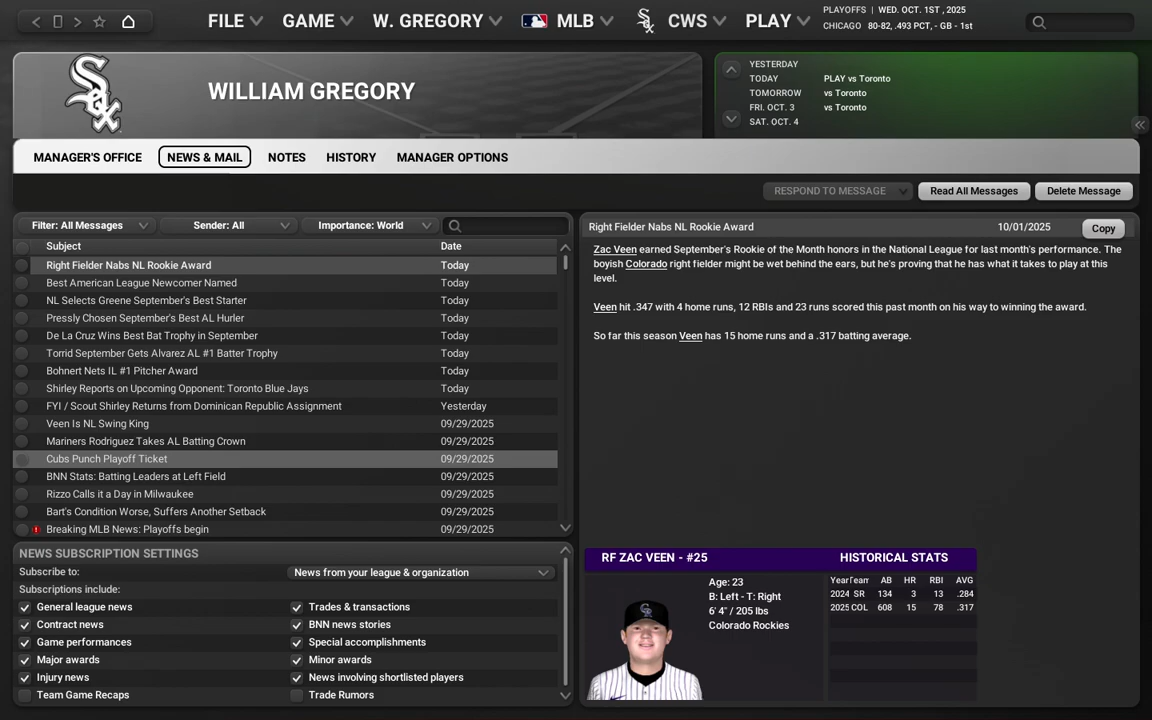 FILE GAME W. GREGORY MLB CWS PLAY
PLAYOFFS | WED. OCT. 1ST , 2025
CHICAGO 80-82, .493 PCT, - GB - 1st
WILLIAM GREGORY
YESTERDAY
TODAY PLAY vs Toronto
TOMORROW vs Toronto
FRI. OCT. 3 vs Toronto
SAT. OCT. 4
MANAGER'S OFFICE NEWS & MAIL NOTES HISTORY MANAGER OPTIONS
RESPOND TO MESSAGE Read All Messages Delete Message
Filter: All Messages Sender: All Importance: World
Subject Date
Right Fielder Nabs NL Rookie Award Today
Best American League Newcomer Named Today
NL Selects Greene September's Best Starter Today
Pressly Chosen September's Best AL Hurler Today
De La Cruz Wins Best Bat Trophy in September Today
Torrid September Gets Alvarez AL #1 Batter Trophy Today
Bohnert Nets IL #1 Pitcher Award Today
Shirley Reports on Upcoming Opponent: Toronto Blue Jays Today
FYI / Scout Shirley Returns from Dominican Republic Assignment Yesterday
Veen Is NL Swing King 09/29/2025
Mariners Rodriguez Takes AL Batting Crown 09/29/2025
Cubs Punch Playoff Ticket 09/29/2025
BNN Stats: Batting Leaders at Left Field 09/29/2025
Rizzo Calls it a Day in Milwaukee 09/29/2025
Bart's Condition Worse, Suffers Another Setback 09/29/2025
Breaking MLB News: Playoffs begin 09/29/2025
NEWS SUBSCRIPTION SETTINGS
Subscribe to: News from your league & organization
Subscriptions include:
General league news Trades & transactions
Contract news BNN news stories
Game performances Special accomplishments
Major awards Minor awards
Injury news News involving shortlisted players
Team Game Recaps Trade Rumors
Right Fielder Nabs NL Rookie Award 10/01/2025 Copy
Zac Veen earned September's Rookie of the Month honors in the National League for last month's performance. The
boyish Colorado right fielder might be wet behind the ears, but he's proving that he has what it takes to play at this
level.
Veen hit .347 with 4 home runs, 12 RBIs and 23 runs scored this past month on his way to winning the award.
So far this season Veen has 15 home runs and a .317 batting average.
RF ZAC VEEN - #25 HISTORICAL STATS
Age: 23
B: Left - T: Right
6' 4" / 205 lbs
Colorado Rockies
Year Team AB HR RBI AVG
2024 SR 134 3 13 .284
2025 COL 608 15 78 .317